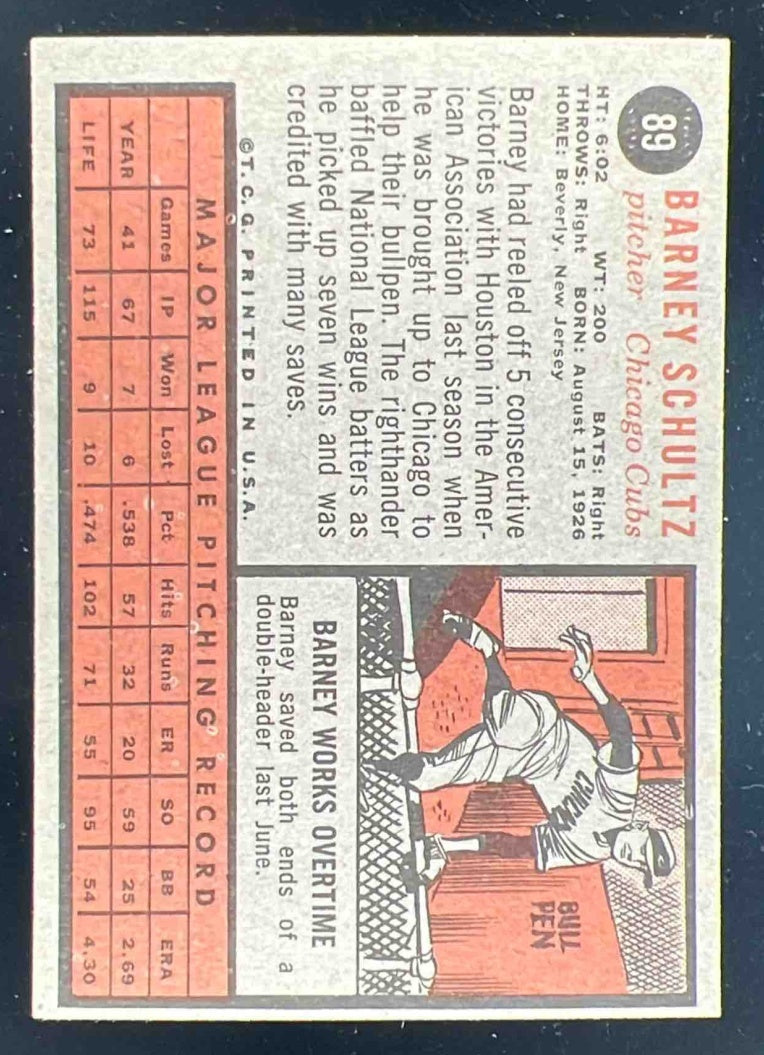 89
BARNEY SCHULTZ
pitcher Chicago Cubs
HT: 6:02 WT: 200 BATS: Right
THROWS: Right BORN: August 15, 1926
HOME: Beverly, New Jersey
Barney had reeled off 5 consecutive
victories with Houston in the Amer-
ican Association last season when
he was brought up to Chicago to
help their bullpen. The righthander
baffled National League batters as
he picked up seven wins and was
credited with many saves.
©T.C.G. PRINTED IN U.S.A.
BULL
PEN
CHICA
BARNEY WORKS OVERTIME
Barney saved both ends of a
double-header last June.
MAJOR LEAGUE PITCHING RECORD
Games IP Won Lost Pct Hits Runs ER SO BB ERA
YEAR 41 67 7 6 .538 57 32 20 59 25 2.69
LIFE 73 115 9 10 .474 102 71 55 95 54 4.30